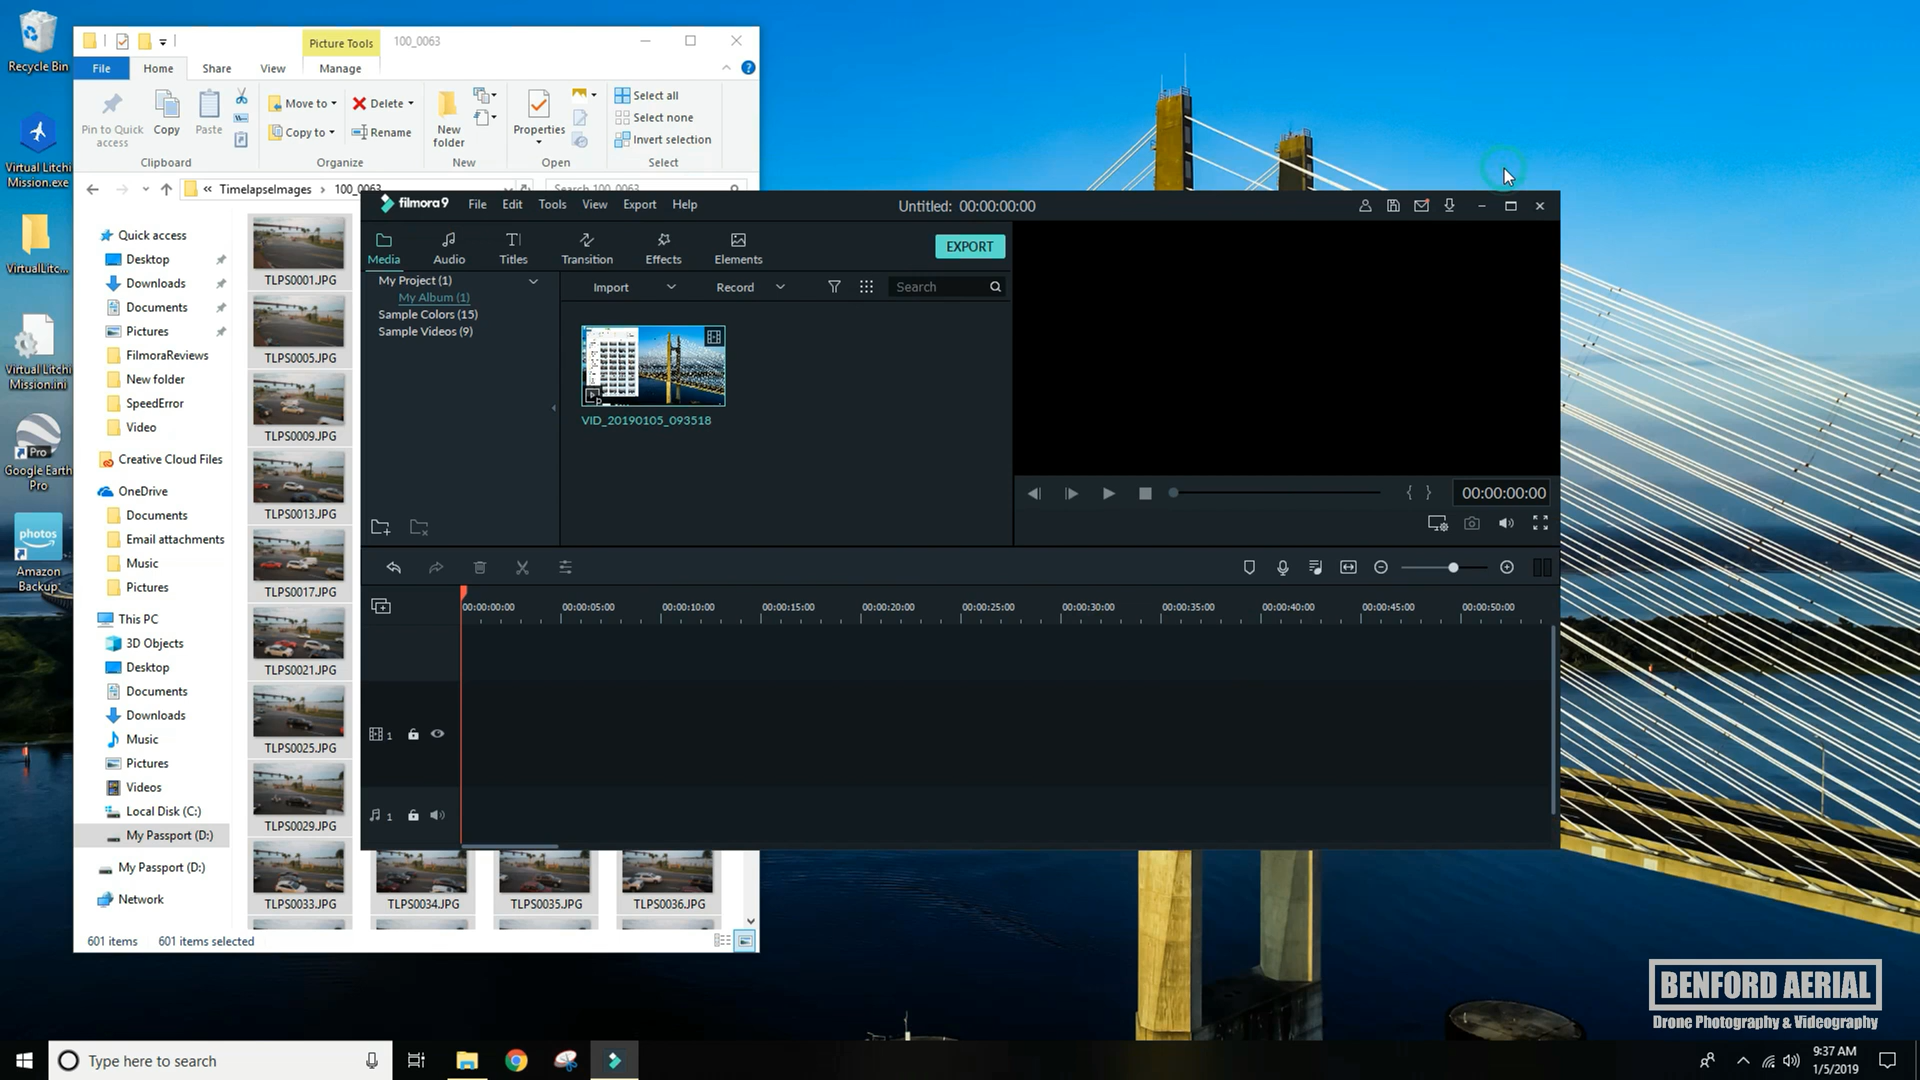 Recycle Bin
Virtual Litchi
Mission.exe
VirtualLitc...
Virtual Litchi
Mission.ini
Pro
Google Earth
Pro
photos
Amazon
Backup
Picture Tools
100_0063
File
Home
Share
View
Manage
Pin to Quick
access
Copy
Paste
Clipboard
Move to
Copy to
Delete
Rename
Organize
New
folder
New
Properties
Open
Select all
Select none
Invert selection
Select
« TimelapseImages > 100_0063
Search 100_0063
Quick access
Desktop
Downloads
Documents
Pictures
FilmoraReviews
New folder
SpeedError
Video
Creative Cloud Files
OneDrive
Documents
Email attachments
Music
Pictures
This PC
3D Objects
Desktop
Documents
Downloads
Music
Pictures
Videos
Local Disk (C:)
My Passport (D:)
My Passport (D:)
Network
TLPS0001.JPG
TLPS0005.JPG
TLPS0009.JPG
TLPS0013.JPG
TLPS0017.JPG
TLPS0021.JPG
TLPS0025.JPG
TLPS0029.JPG
TLPS0033.JPG
TLPS0034.JPG
TLPS0035.JPG
TLPS0036.JPG
601 items
601 items selected
filmora9
File
Edit
Tools
View
Export
Help
Untitled: 00:00:00:00
Media
Audio
Titles
Transition
Effects
Elements
EXPORT
My Project (1)
My Album (1)
Sample Colors (15)
Sample Videos (9)
Import
Record
Search
VID_20190105_093518
00:00:00:00
00:00:00:00
00:00:05:00
00:00:10:00
00:00:15:00
00:00:20:00
00:00:25:00
00:00:30:00
00:00:35:00
00:00:40:00
00:00:45:00
00:00:50:00
1
1
BENFORD AERIAL
Drone Photography & Videography
Type here to search
9:37 AM
1/5/2019